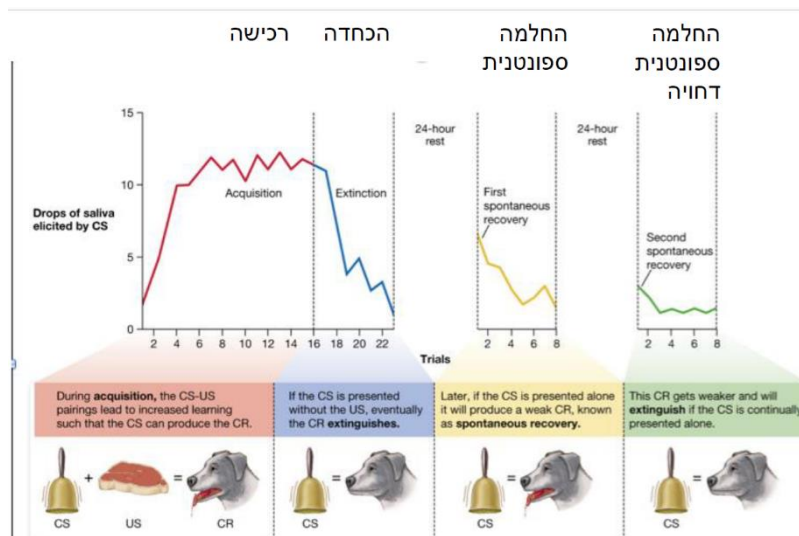 רכישה
הכחדה
החלמה
ספונטנית
החלמה
ספונטנית
דחויה
15
10
5
0
Drops of saliva
elicited by CS
Acquisition
Extinction
24-hour
rest
First
spontaneous
recovery
24-hour
rest
Second
spontaneous
recovery
2 4 6 8 10 12 14 16 18 20 22
2 4 6 8
2 4 6 8
Trials
During acquisition, the CS-US
pairings lead to increased learning
such that the CS can produce the CR.
If the CS is presented
without the US, eventually
the CR extinguishes.
Later, if the CS is presented alone
it will produce a weak CR, known
as spontaneous recovery.
This CR gets weaker and will
extinguish if the CS is continually
presented alone.
+ =
CS US CR
=
CS
=
CS
=
CS